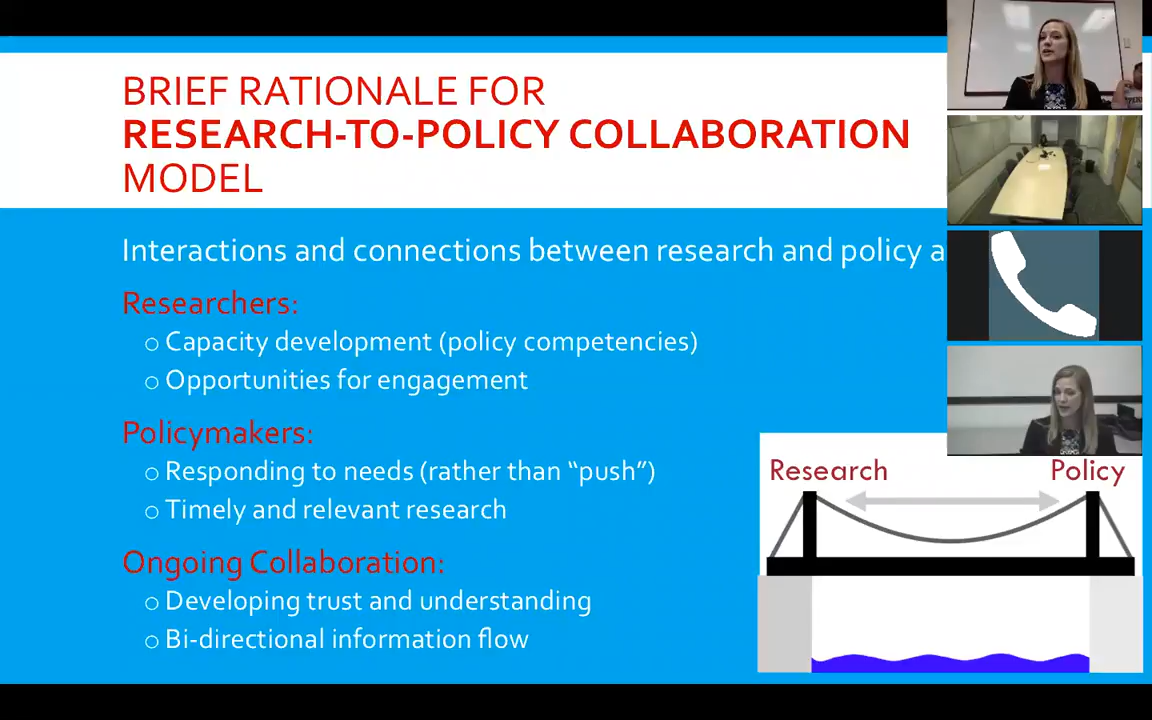 BRIEF RATIONALE FOR
RESEARCH-TO-POLICY COLLABORATION
MODEL
Interactions and connections between research and policy
Researchers:
o Capacity development (policy competencies)
o Opportunities for engagement
Policymakers:
o Responding to needs (rather than “push”)
o Timely and relevant research
Ongoing Collaboration:
o Developing trust and understanding
o Bi-directional information flow
Research
Policy